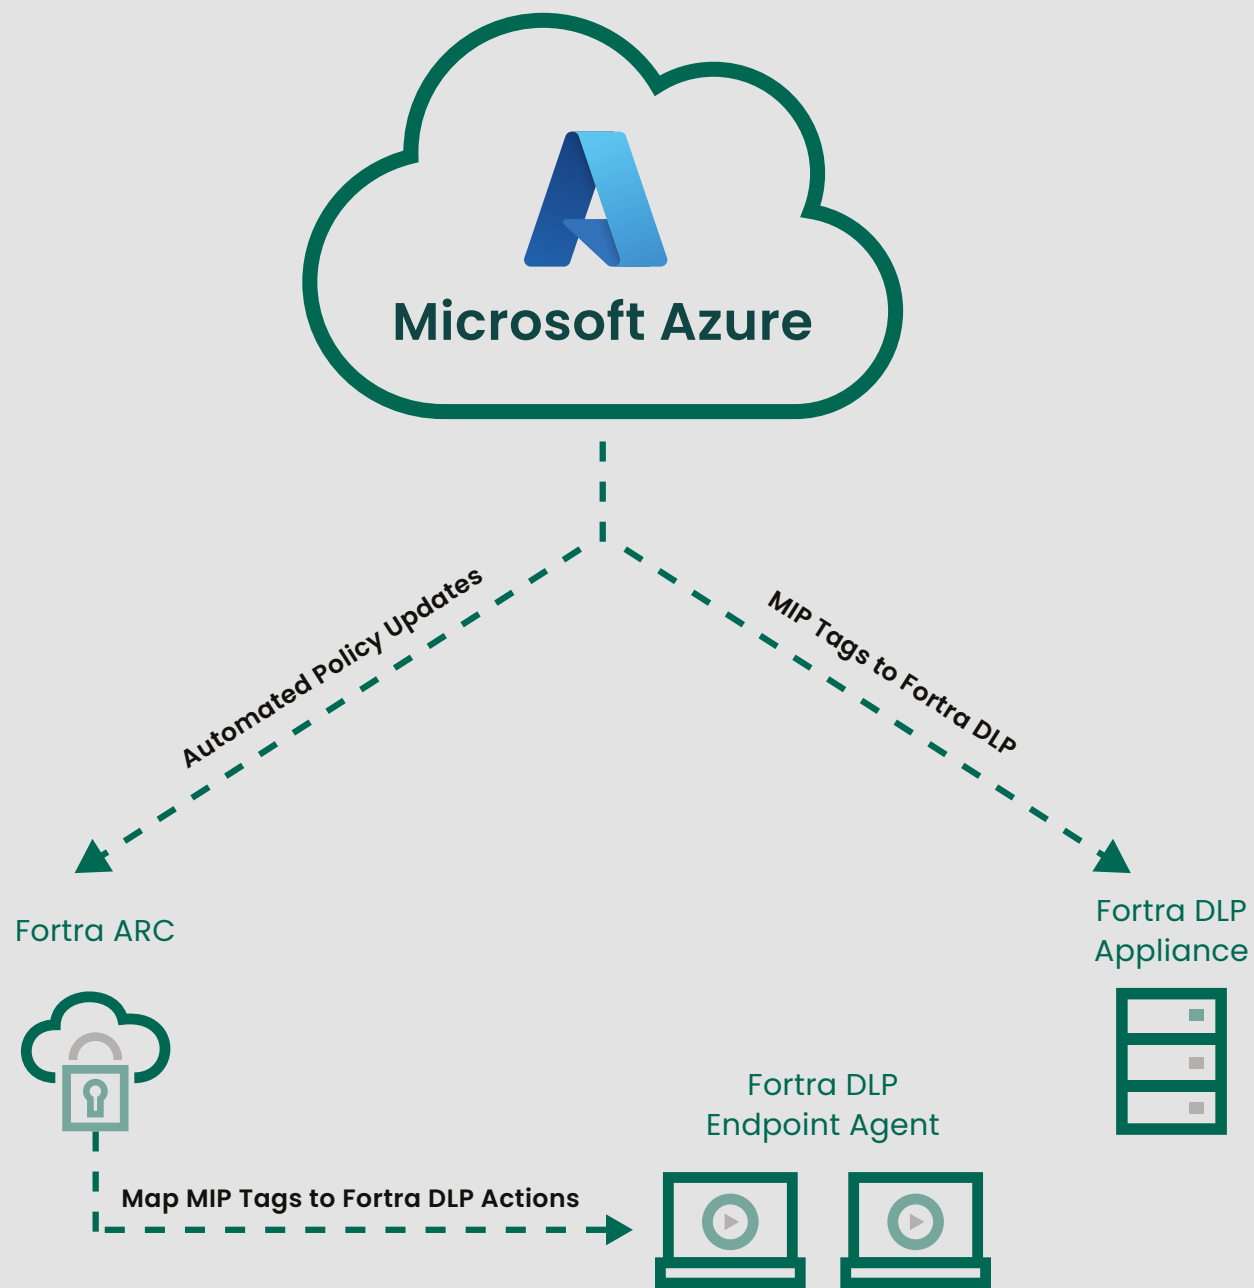 Microsoft Azure
Automated Policy Updates
MIP Tags to Fortra DLP
Fortra ARC
Fortra DLP
Appliance
Fortra DLP
Endpoint Agent
Map MIP Tags to Fortra DLP Actions